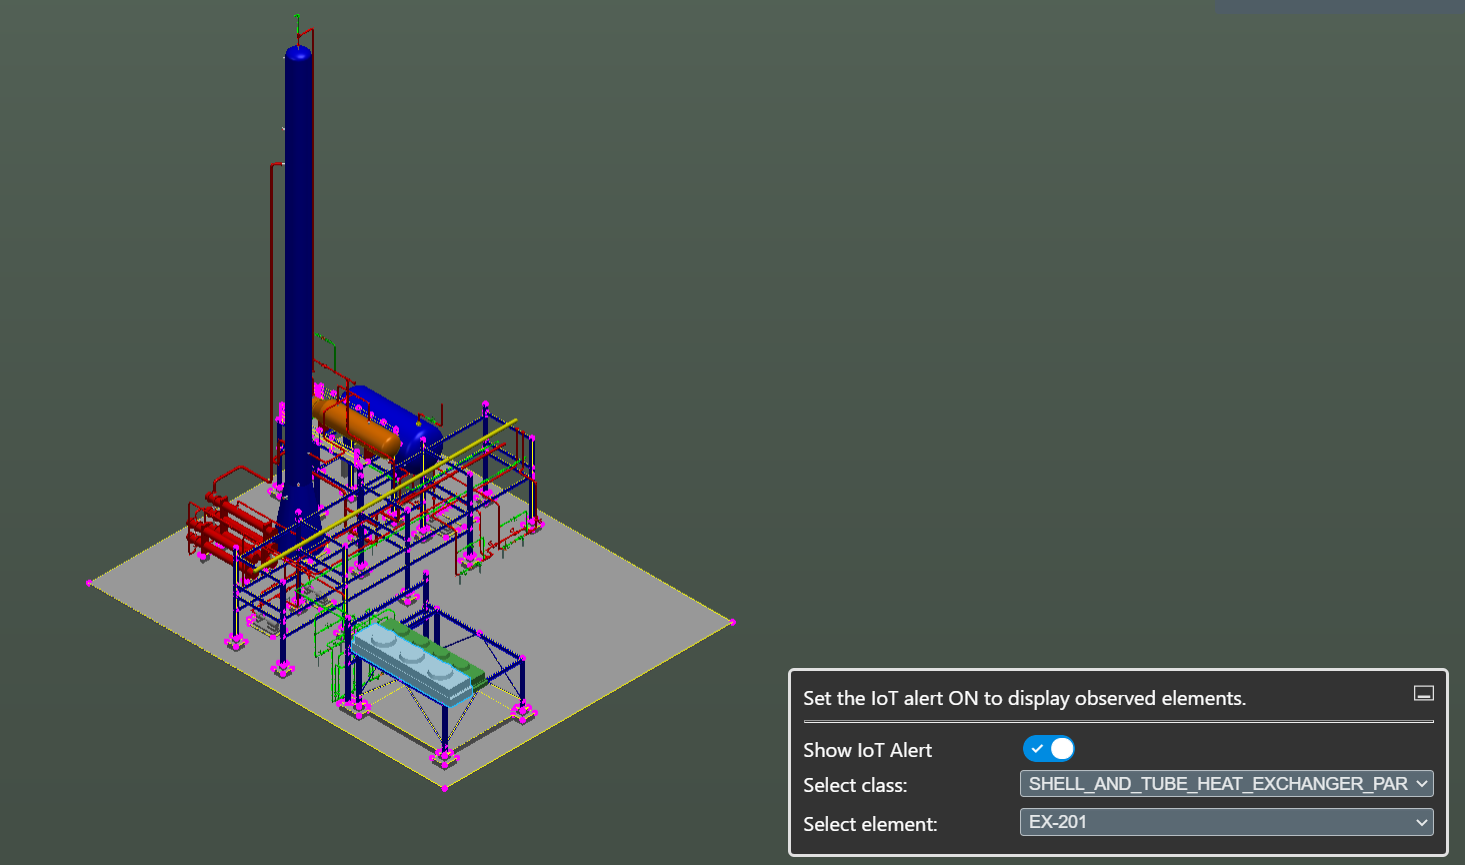 Set the IoT alert ON to display observed elements.
Show IoT Alert
Select class: SHELL_AND_TUBE_HEAT_EXCHANGER_PAR
Select element: EX-201